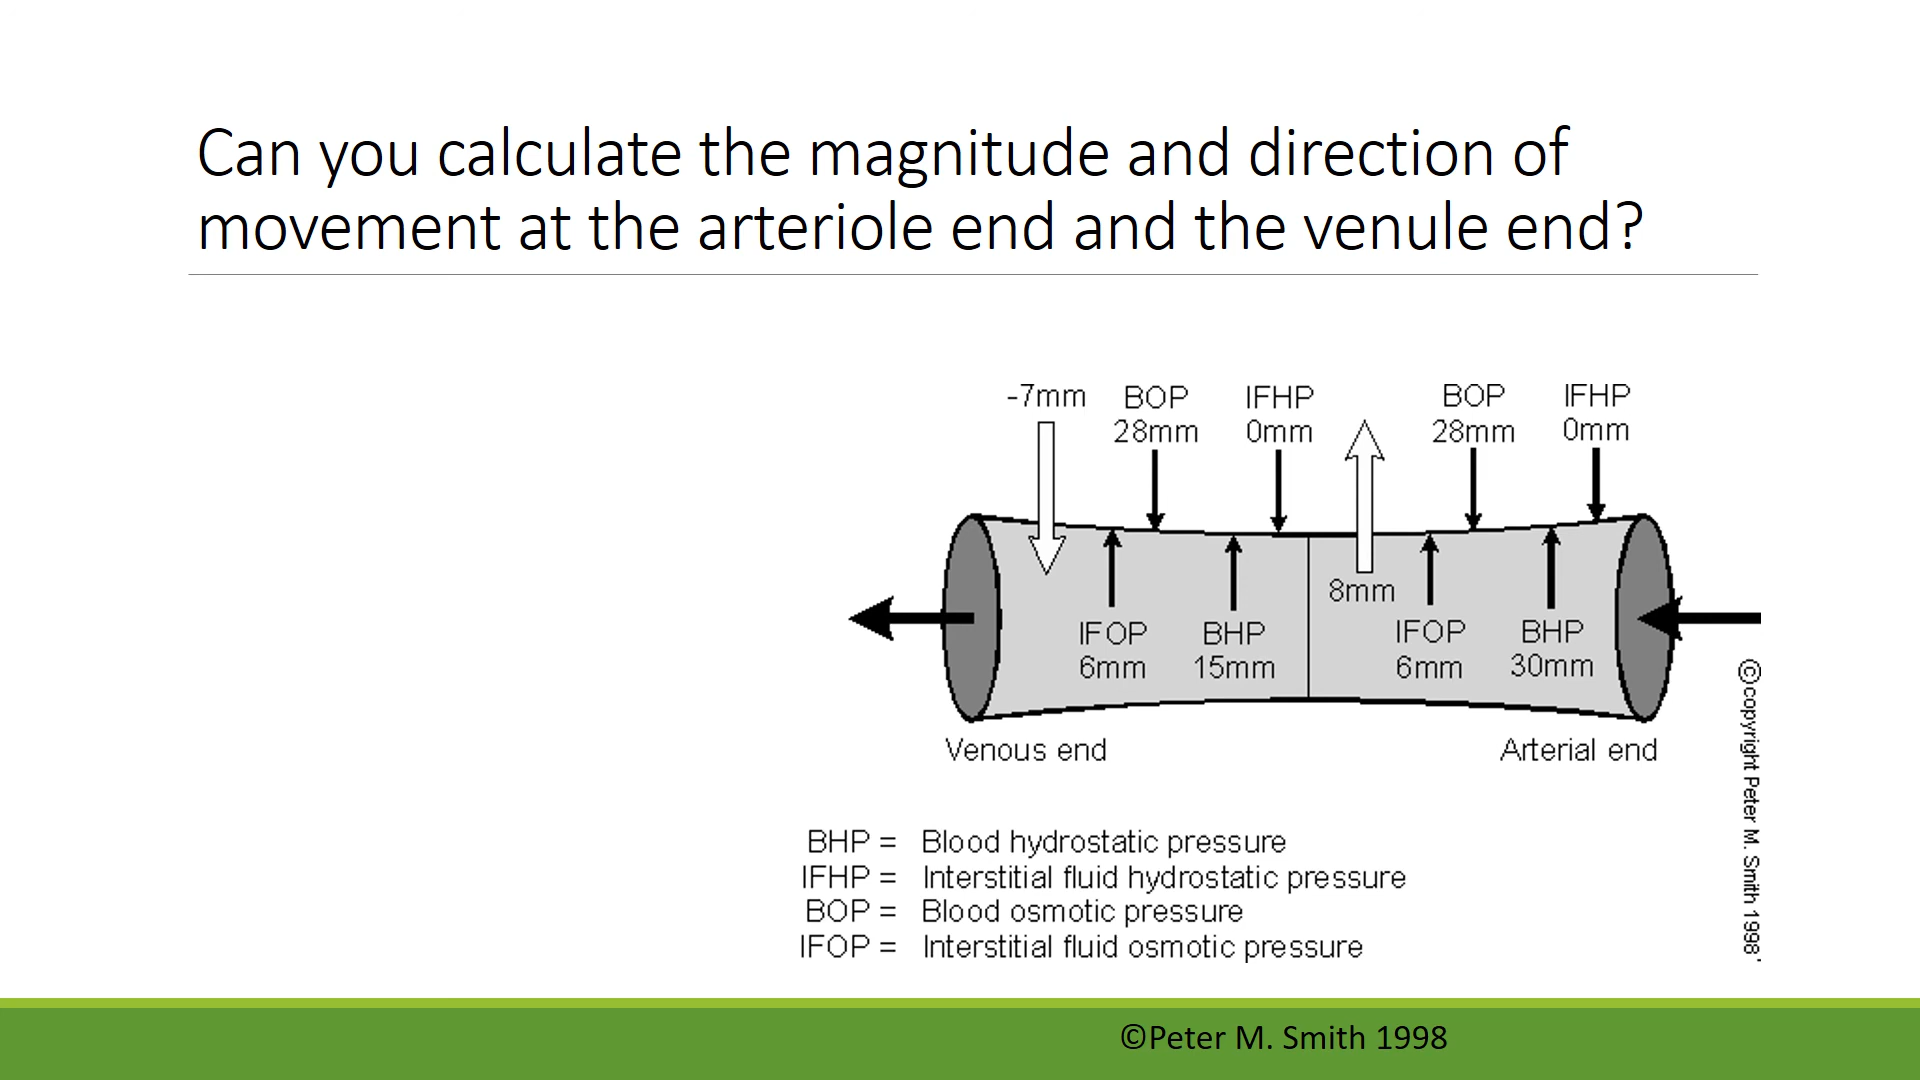 Can you calculate the magnitude and direction of
movement at the arteriole end and the venule end?
-7mm
BOP
28mm
IFHP
0mm
BOP
28mm
IFHP
0mm
IFOP
6mm
BHP
15mm
8mm
IFOP
6mm
BHP
30mm
Venous end
Arterial end
©copyright Peter M. Smith 1998'
BHP = Blood hydrostatic pressure
IFHP = Interstitial fluid hydrostatic pressure
BOP = Blood osmotic pressure
IFOP = Interstitial fluid osmotic pressure
©Peter M. Smith 1998